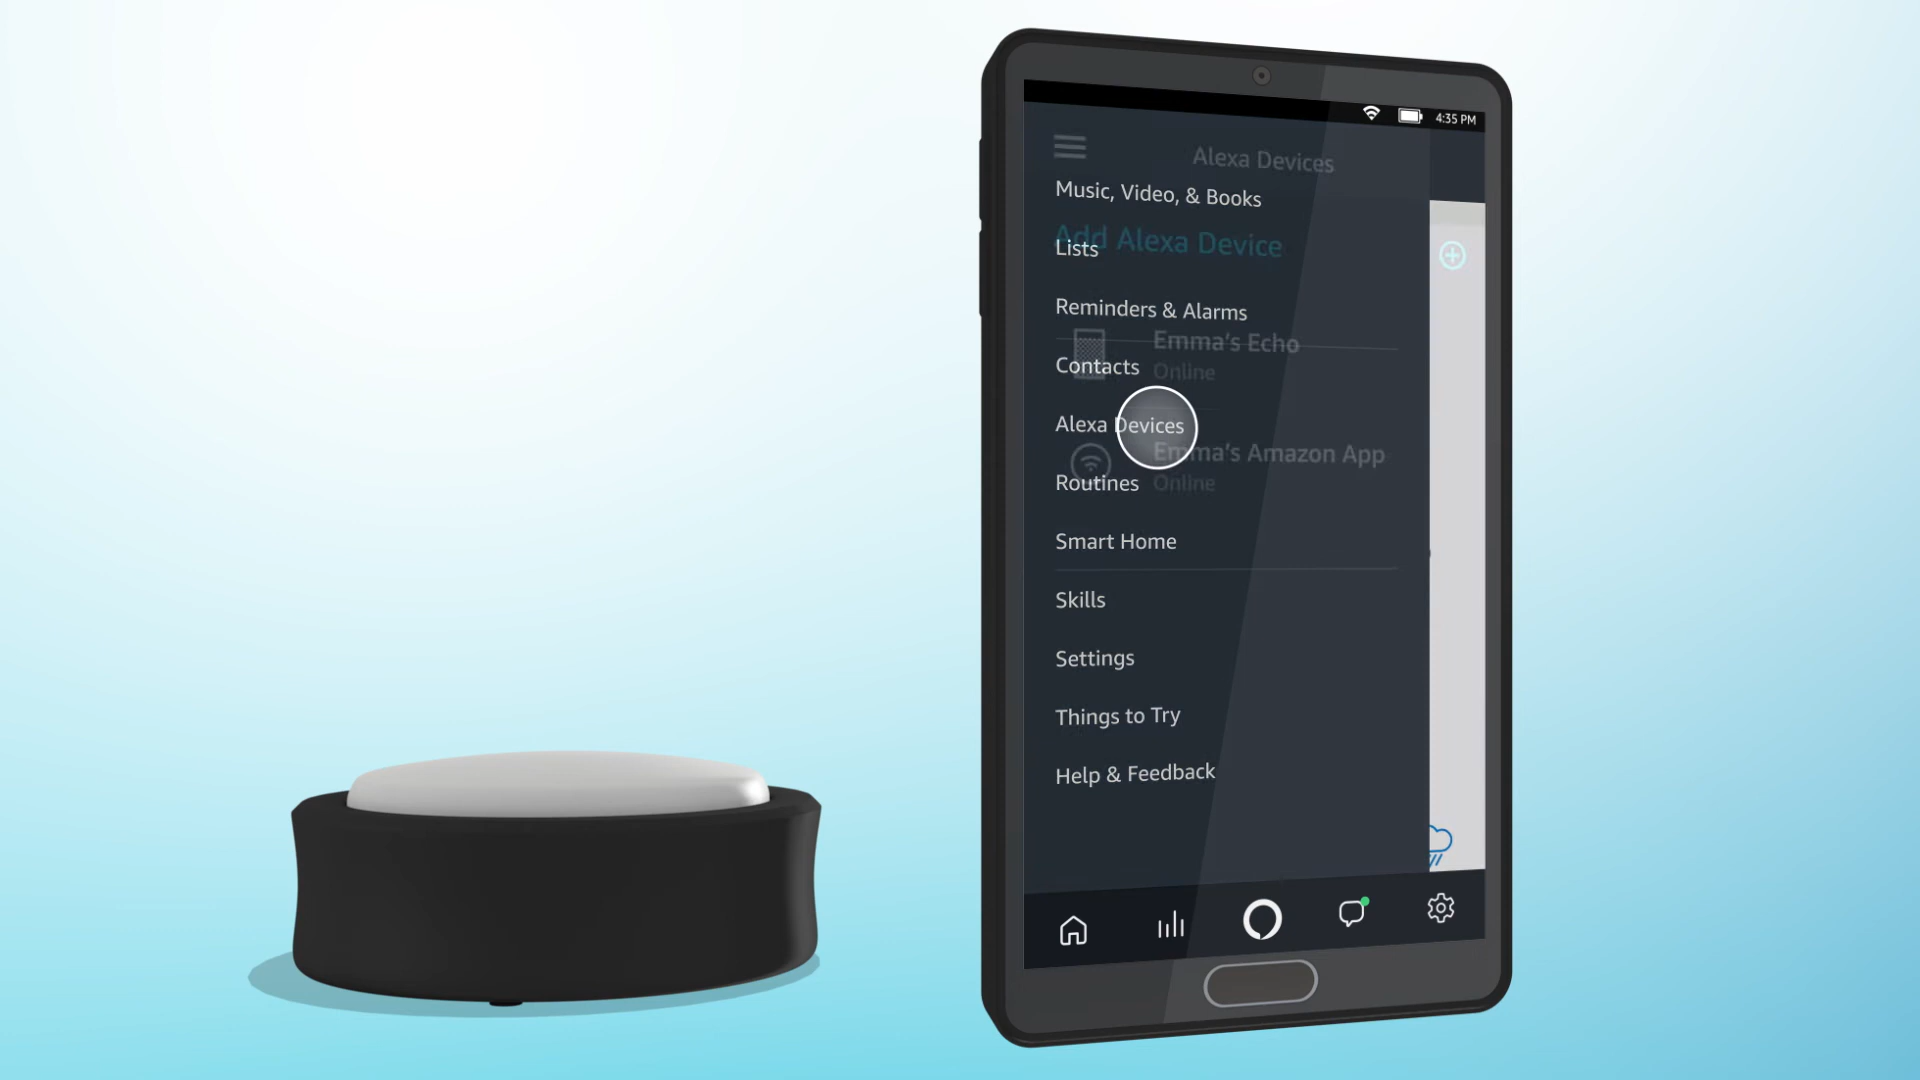 4:35 PM
Alexa Devices
Music, Video, & Books
Add Alexa Device
Lists
Reminders & Alarms
Emma's Echo
Online
Contacts
Alexa Devices
Emma's Amazon App
Online
Routines
Smart Home
Skills
Settings
Things to Try
Help & Feedback